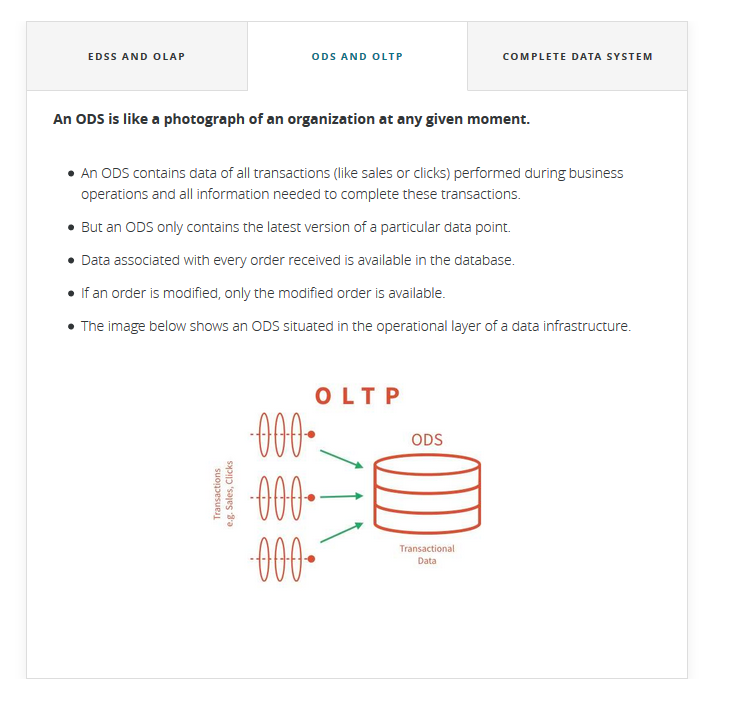 EDSS AND OLAP
ODS AND OLTP
COMPLETE DATA SYSTEM
An ODS is like a photograph of an organization at any given moment.
• An ODS contains data of all transactions (like sales or clicks) performed during business
operations and all information needed to complete these transactions.
• But an ODS only contains the latest version of a particular data point.
• Data associated with every order received is available in the database.
• If an order is modified, only the modified order is available.
• The image below shows an ODS situated in the operational layer of a data infrastructure.
OLTP
ODS
Transactions
e.g. Sales, Clicks
Transactional
Data